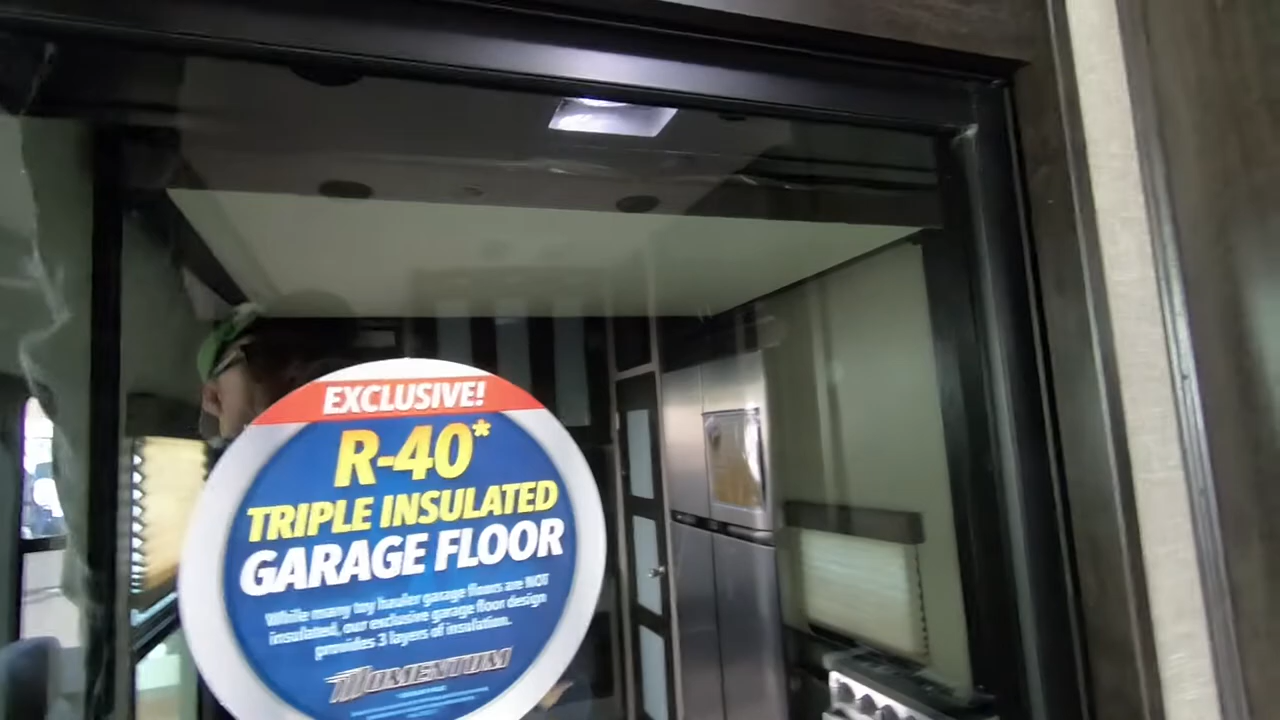 EXCLUSIVE!
R-40*
TRIPLE INSULATED
GARAGE FLOOR
While many toy hauler garage floors are NOT
insulated, our exclusive garage floor design
provides 3 layers of insulation.
MOMENTUM